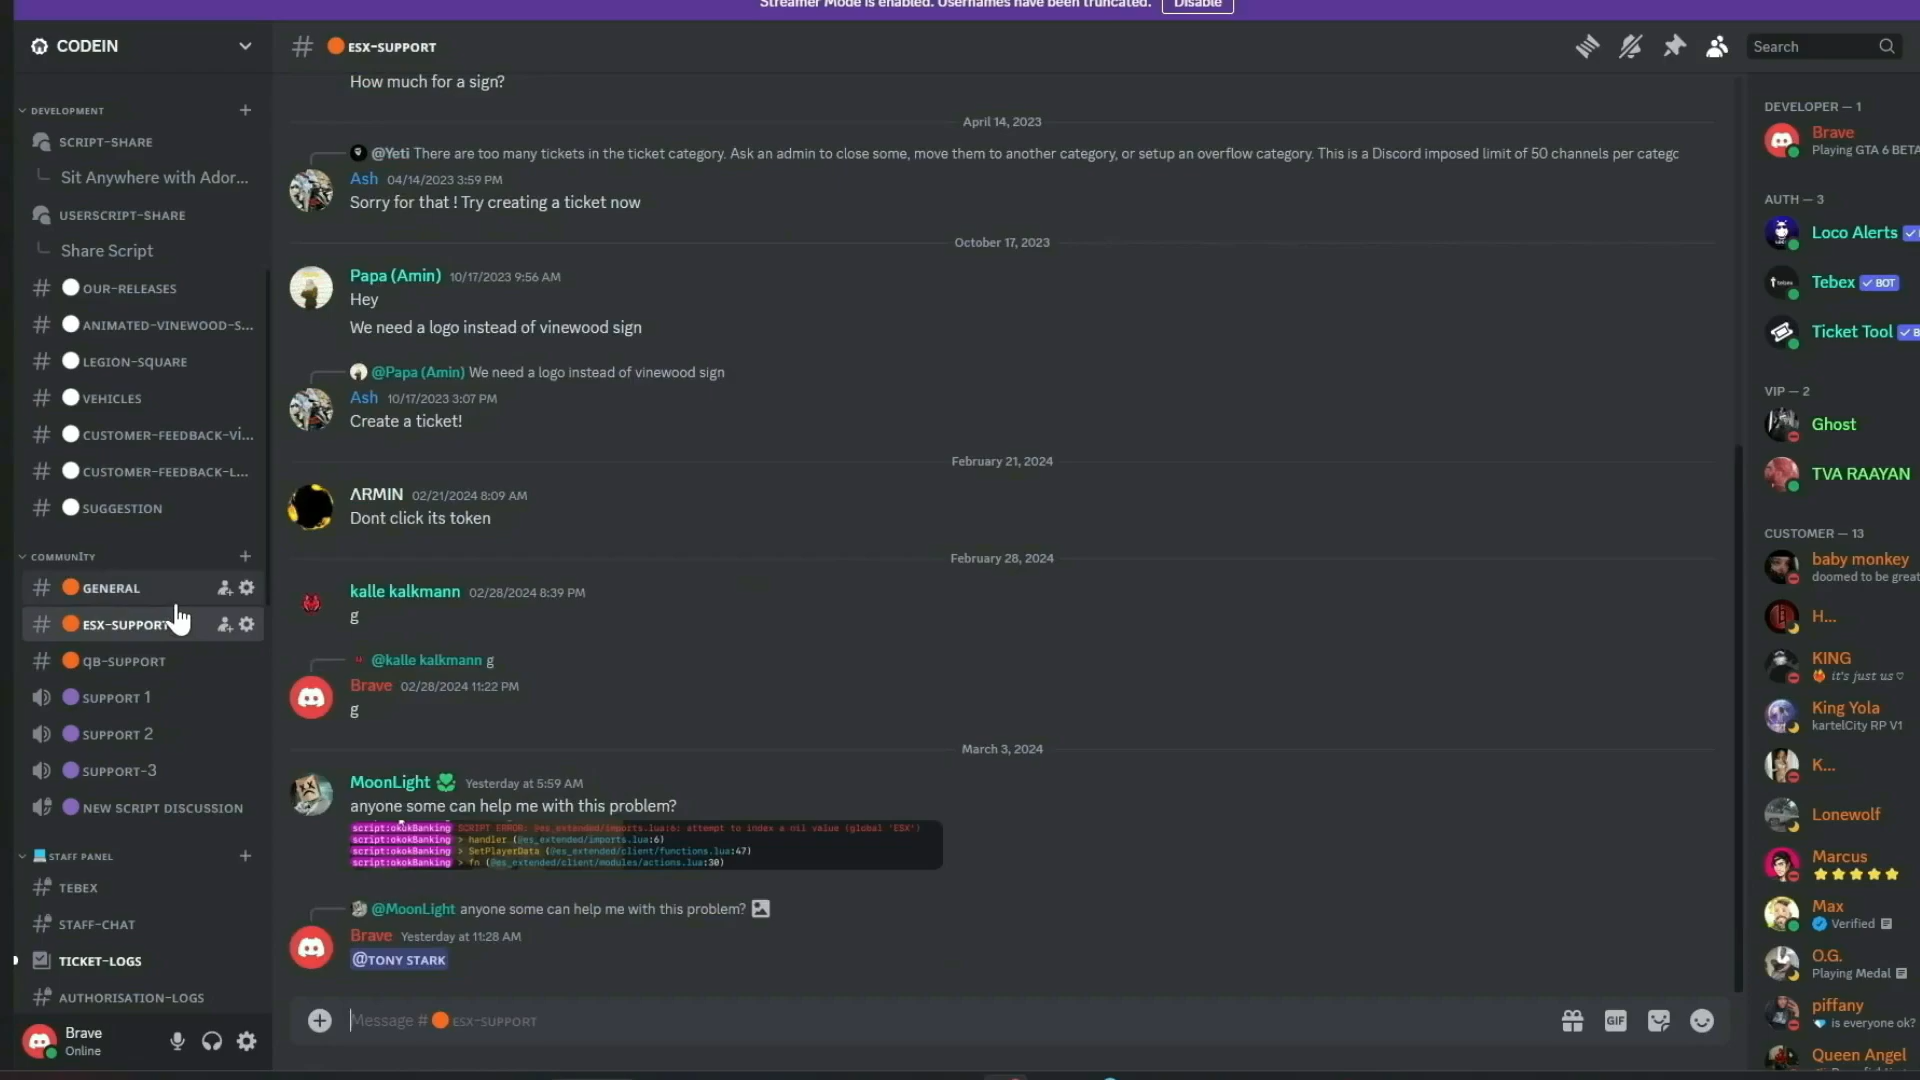 Streamer Mode is enabled. Usernames have been truncated. Disable
CODEIN
DEVELOPMENT
SCRIPT-SHARE
Sit Anywhere with Ador...
USERSCRIPT-SHARE
Share Script
OUR-RELEASES
ANIMATED-VINEWOOD-S...
LEGION-SQUARE
VEHICLES
CUSTOMER-FEEDBACK-VI...
CUSTOMER-FEEDBACK-L...
SUGGESTION
COMMUNİTY
GENERAL
ESX-SUPPORT
QB-SUPPORT
SUPPORT 1
SUPPORT 2
SUPPORT-3
NEW SCRIPT DISCUSSION
STAFF PANEL
TEBEX
STAFF-CHAT
TICKET-LOGS
AUTHORISATION-LOGS
Brave
Online
# ESX-SUPPORT
Search
How much for a sign?
April 14, 2023
@Yeti There are too many tickets in the ticket category. Ask an admin to close some, move them to another category, or setup an overflow category. This is a Discord imposed limit of 50 channels per categc
Ash 04/14/2023 3:59 PM
Sorry for that ! Try creating a ticket now
October 17, 2023
Papa (Amin) 10/17/2023 9:56 AM
Hey
We need a logo instead of vinewood sign
@Papa (Amin) We need a logo instead of vinewood sign
Ash 10/17/2023 3:07 PM
Create a ticket!
February 21, 2024
ΛRMIN 02/21/2024 8:09 AM
Dont click its token
February 28, 2024
kalle kalkmann 02/28/2024 8:39 PM
g
@kalle kalkmann g
Brave 02/28/2024 11:22 PM
g
March 3, 2024
MoonLight Yesterday at 5:59 AM
anyone some can help me with this problem?
script:okokBanking SCRIPT ERROR: @es_extended/imports.lua:6: attempt to index a nil value (global 'ESX')
script:okokBanking > handler (@es_extended/imports.lua:6)
script:okokBanking > SetPlayerData (@es_extended/client/functions.lua:47)
script:okokBanking > fn (@es_extended/client/modules/actions.lua:30)
@MoonLight anyone some can help me with this problem?
Brave Yesterday at 11:28 AM
@TONY STARK
Message # ESX-SUPPORT
GIF
DEVELOPER — 1
Brave
Playing GTA 6 BETA
AUTH — 3
Loco Alerts
Tebex BOT
Ticket Tool
VIP — 2
Ghost
TVA RAAYAN
CUSTOMER — 13
baby monkey
doomed to be great
H...
KING
it's just us ♡
King Yola
kartelCity RP V1
K...
Lonewolf
Marcus
Max
Verified
O.G.
Playing Medal
piffany
is everyone ok?
Queen Angel